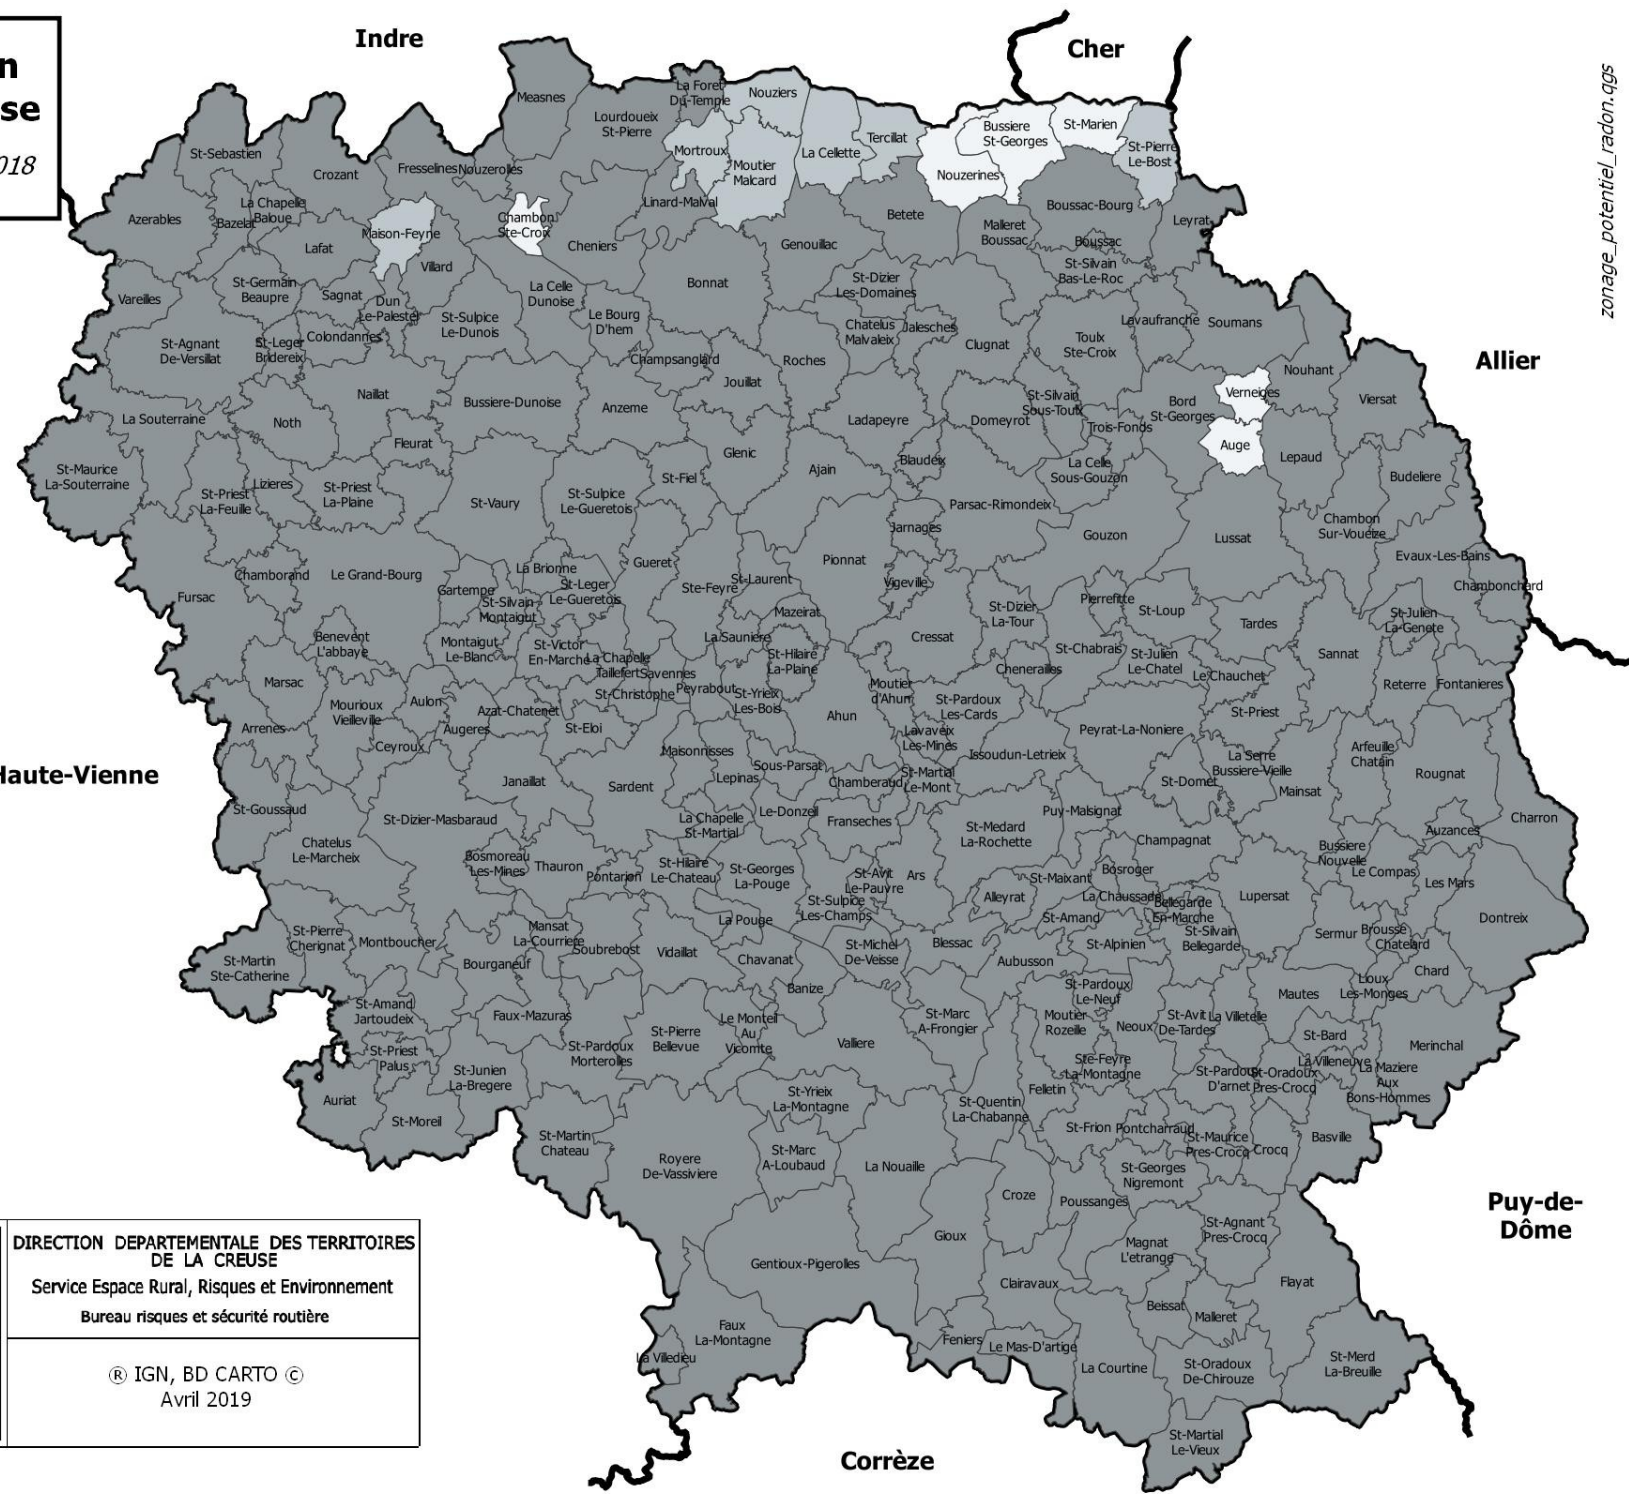 n
se
018
Indre
Cher
zonage_potentiel_radon.qgs
Allier
Haute-Vienne
Puy-de-
Dôme
Corrèze
Measnes
La Foret
Du-Temple
Nouziers
Lourdoueix
St-Pierre
Mortroux
Moutier
Malcard
La Cellette
Tercillat
Bussiere
St-Georges
St-Marien
St-Pierre
Le-Bost
Nouzerines
St-Sebastien
Crozant
Fresselines
Nouzerolles
Azerables
Bazelat
La Chapelle
Baloue
Lafat
Maison-Feyne
Chambon
Ste-Croix
Linard-Malval
Cheniers
Genouillac
Betete
Malleret
Boussac
Boussac-Bourg
Boussac
Leyrat
Villard
Vareilles
St-Germain
Beaupre
Sagnat
Dun
Le-Palestel
La Celle
Dunoise
Bonnat
St-Dizier
Les-Domaines
St-Silvain
Bas-Le-Roc
St-Agnant
De-Versillat
St-Leger
Bridereix
Colondannes
St-Sulpice
Le-Dunois
Le Bourg
D'hem
Champsanglard
Roches
Chatelus
Malvaleix
Jalesches
Clugnat
Toulx
Ste-Croix
Lavaufranche
Soumans
Nouhant
Verneiges
Viersat
La Souterraine
Noth
Naillat
Bussiere-Dunoise
Anzeme
Jouillat
Ladapeyre
Domeyrot
St-Silvain
Sous-Toulx
Trois-Fonds
Bord
St-Georges
Auge
Lepaud
Fleurat
St-Maurice
La-Souterraine
St-Priest
La-Feuille
Lizieres
St-Priest
La-Plaine
St-Vaury
St-Sulpice
Le-Gueretois
St-Fiel
Glenic
Ajain
Blaudeix
La Celle
Sous-Gouzon
Parsac-Rimondeix
Jarnages
Gouzon
Lussat
Chambon
Sur-Voueize
Budeliere
Evaux-Les-Bains
Chambonchard
Fursac
Chamborand
Le Grand-Bourg
Gartempe
La Brionne
St-Silvain
Montaigut
St-Leger
Le-Gueretois
Gueret
Ste-Feyre
St-Laurent
Pionnat
Vigeville
Mazeirat
Cressat
St-Dizier
La-Tour
Pierrefitte
St-Loup
Tardes
Sannat
St-Julien
La-Genete
Benevent
L'abbaye
Montaigut
Le-Blanc
St-Victor
En-Marche
La Chapelle
Taillefert
Savennes
La Sauniere
St-Hilaire
La-Plaine
Chenerailles
St-Chabrais
St-Julien
Le-Chatel
Le Chauchet
Reterre
Fontanieres
Marsac
Mourioux
Vieilleville
Aulon
Azat-Chatenet
St-Christophe
Peyrabout
St-Yrieix
Les-Bois
Moutier
d'Ahun
Ahun
St-Pardoux
Les-Cards
Lavaveix
Les-Mines
St-Priest
Peyrat-La-Noniere
Arrenes
Ceyroux
Augeres
St-Eloi
Maisonnisses
Issoudun-Letrieix
La Serre
Bussiere-Vieille
Arfeuille
Chatain
Rougnat
Janaillat
Sardent
Lepinas
Sous-Parsat
Chamberaud
St-Martial
Le-Mont
St-Domet
Mainsat
St-Goussaud
St-Dizier-Masbaraud
La Chapelle
St-Martial
Le-Donzeil
Franseches
St-Medard
La-Rochette
Puy-Malsignat
Champagnat
Bussiere
Nouvelle
Auzances
Charron
Chatelus
Le-Marcheix
Bosmoreau
Les-Mines
Thauron
Pontarion
St-Hilaire
Le-Chateau
St-Georges
La-Pouge
St-Avit
Le-Pauvre
Ars
St-Maixant
Bosroger
Le Compas
Les Mars
St-Sulpice
Les-Champs
Alleyrat
La Chaussade
Bellegarde
En-Marche
Lupersat
Dontreix
St-Pierre
Cherignat
Montboucher
Mansat
La-Courriere
Soubrebost
Vidaillat
La Pouge
St-Amand
St-Silvain
Bellegarde
Sermur
Brousse
Chatelard
St-Martin
Ste-Catherine
Bourganeuf
Chavanat
St-Michel
De-Veisse
Blessac
Aubusson
St-Alpinien
Lioux
Les-Monges
Chard
Banize
St-Pardoux
Le-Neuf
Mautes
St-Amand
Jartoudeix
Faux-Mazuras
St-Pierre
Bellevue
Le Monteil
Au
Vicomte
St-Marc
A-Frongier
Moutier
Rozeille
Neoux
St-Avit
De-Tardes
La Villetelle
St-Bard
Merinchal
St-Priest
Palus
St-Junien
La-Bregere
St-Pardoux
Morterolles
Valliere
Ste-Feyre
La-Montagne
St-Pardoux
D'arnet
St-Oradoux
Pres-Crocq
La Villeneuve
La Maziere
Aux
Bons-Hommes
Auriat
St-Moreil
St-Yrieix
La-Montagne
Felletin
St-Quentin
La-Chabanne
St-Frion
Pontcharraud
St-Maurice
Pres-Crocq
Crocq
Basville
St-Martin
Chateau
Royere
De-Vassiviere
St-Marc
A-Loubaud
La Nouaille
Croze
Poussanges
St-Georges
Nigremont
St-Agnant
Pres-Crocq
Gioux
Magnat
L'etrange
Gentioux-Pigerolles
Clairavaux
Flayat
Beissat
Malleret
Faux
La-Montagne
La Villedieu
Feniers
Le Mas-D'artige
La Courtine
St-Oradoux
De-Chirouze
St-Merd
La-Breuille
St-Martial
Le-Vieux
DIRECTION DEPARTEMENTALE DES TERRITOIRES
DE LA CREUSE
Service Espace Rural, Risques et Environnement
Bureau risques et sécurité routière
® IGN, BD CARTO ©
Avril 2019